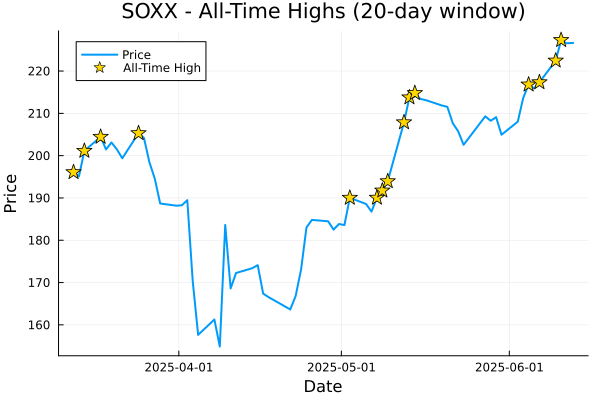 SOXX - All-Time Highs (20-day window)
Price
All-Time High
220
210
200
190
180
170
160
Price
2025-04-01
2025-05-01
2025-06-01
Date